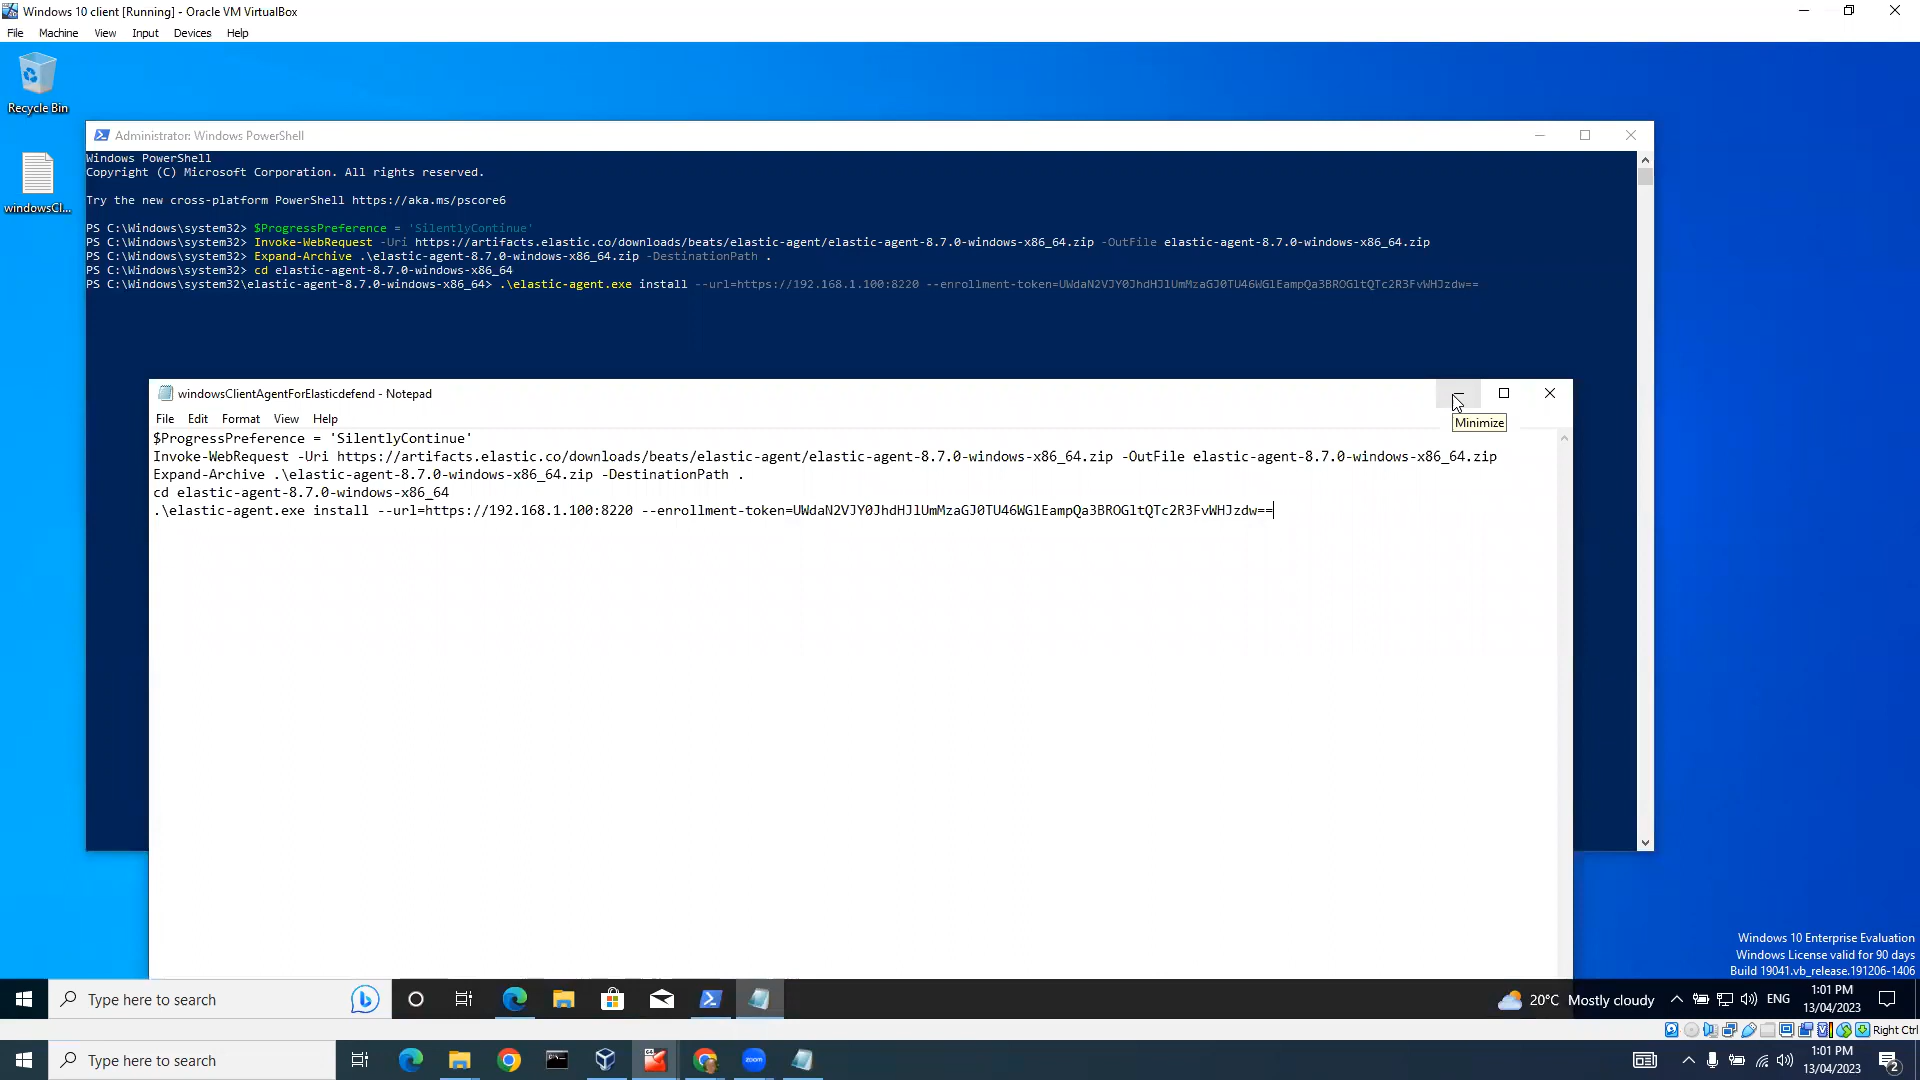 Windows 10 client [Running] - Oracle VM VirtualBox
File Machine View Input Devices Help
Recycle Bin
windowsCl...
Administrator: Windows PowerShell
Windows PowerShell
Copyright (C) Microsoft Corporation. All rights reserved.
Try the new cross-platform PowerShell https://aka.ms/pscore6
PS C:\Windows\system32> $ProgressPreference = 'SilentlyContinue'
PS C:\Windows\system32> Invoke-WebRequest -Uri https://artifacts.elastic.co/downloads/beats/elastic-agent/elastic-agent-8.7.0-windows-x86_64.zip -OutFile elastic-agent-8.7.0-windows-x86_64.zip
PS C:\Windows\system32> Expand-Archive .\elastic-agent-8.7.0-windows-x86_64.zip -DestinationPath .
PS C:\Windows\system32> cd elastic-agent-8.7.0-windows-x86_64
PS C:\Windows\system32\elastic-agent-8.7.0-windows-x86_64> .\elastic-agent.exe install --url=https://192.168.1.100:8220 --enrollment-token=UWdaN2VJY0JhdHJlUmMzaGJ0TU46WGlEampQa3BROGltQTc2R3FvWHJzdw==
windowsClientAgentForElasticdefend - Notepad
File Edit Format View Help
Minimize
$ProgressPreference = 'SilentlyContinue'
Invoke-WebRequest -Uri https://artifacts.elastic.co/downloads/beats/elastic-agent/elastic-agent-8.7.0-windows-x86_64.zip -OutFile elastic-agent-8.7.0-windows-x86_64.zip
Expand-Archive .\elastic-agent-8.7.0-windows-x86_64.zip -DestinationPath .
cd elastic-agent-8.7.0-windows-x86_64
.\elastic-agent.exe install --url=https://192.168.1.100:8220 --enrollment-token=UWdaN2VJY0JhdHJlUmMzaGJ0TU46WGlEampQa3BROGltQTc2R3FvWHJzdw==
Windows 10 Enterprise Evaluation
Windows License valid for 90 days
Build 19041.vb_release.191206-1406
Type here to search
20°C Mostly cloudy
ENG
1:01 PM
13/04/2023
Right Ctrl
Type here to search
zoom
1:01 PM
13/04/2023
2